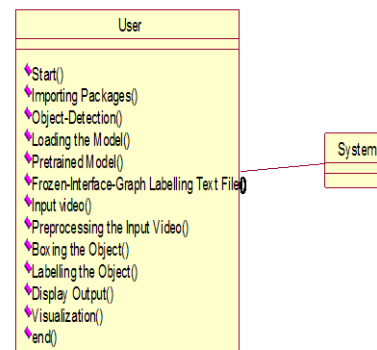 User
Start()
Importing Packages()
Object-Detection()
Loading the Model()
Pretrained Model()
Frozen-Interface-Graph Labelling Text File()
Input video()
Preprocessing the Input Video()
Boxing the Object()
Labelling the Object()
Display Output()
Visualization()
end()
System